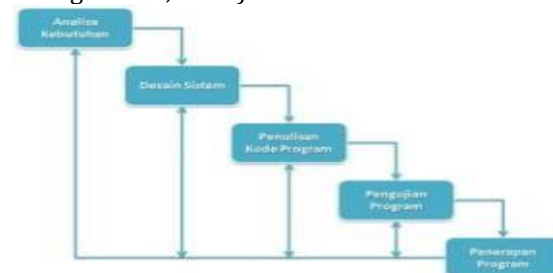 Analisa
Kebutuhan
Desain Sistem
Penulisan
Kode Program
Pengujian
Program
Penerapan
Program